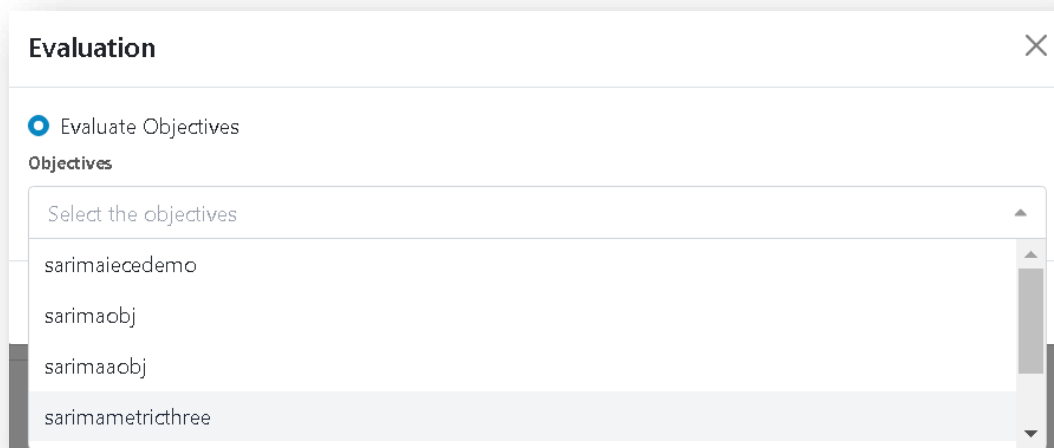 Evaluation
Evaluate Objectives
Objectives
Select the objectives
sarimaiecedemo
sarimaobj
sarimaaobj
sarimametricthree